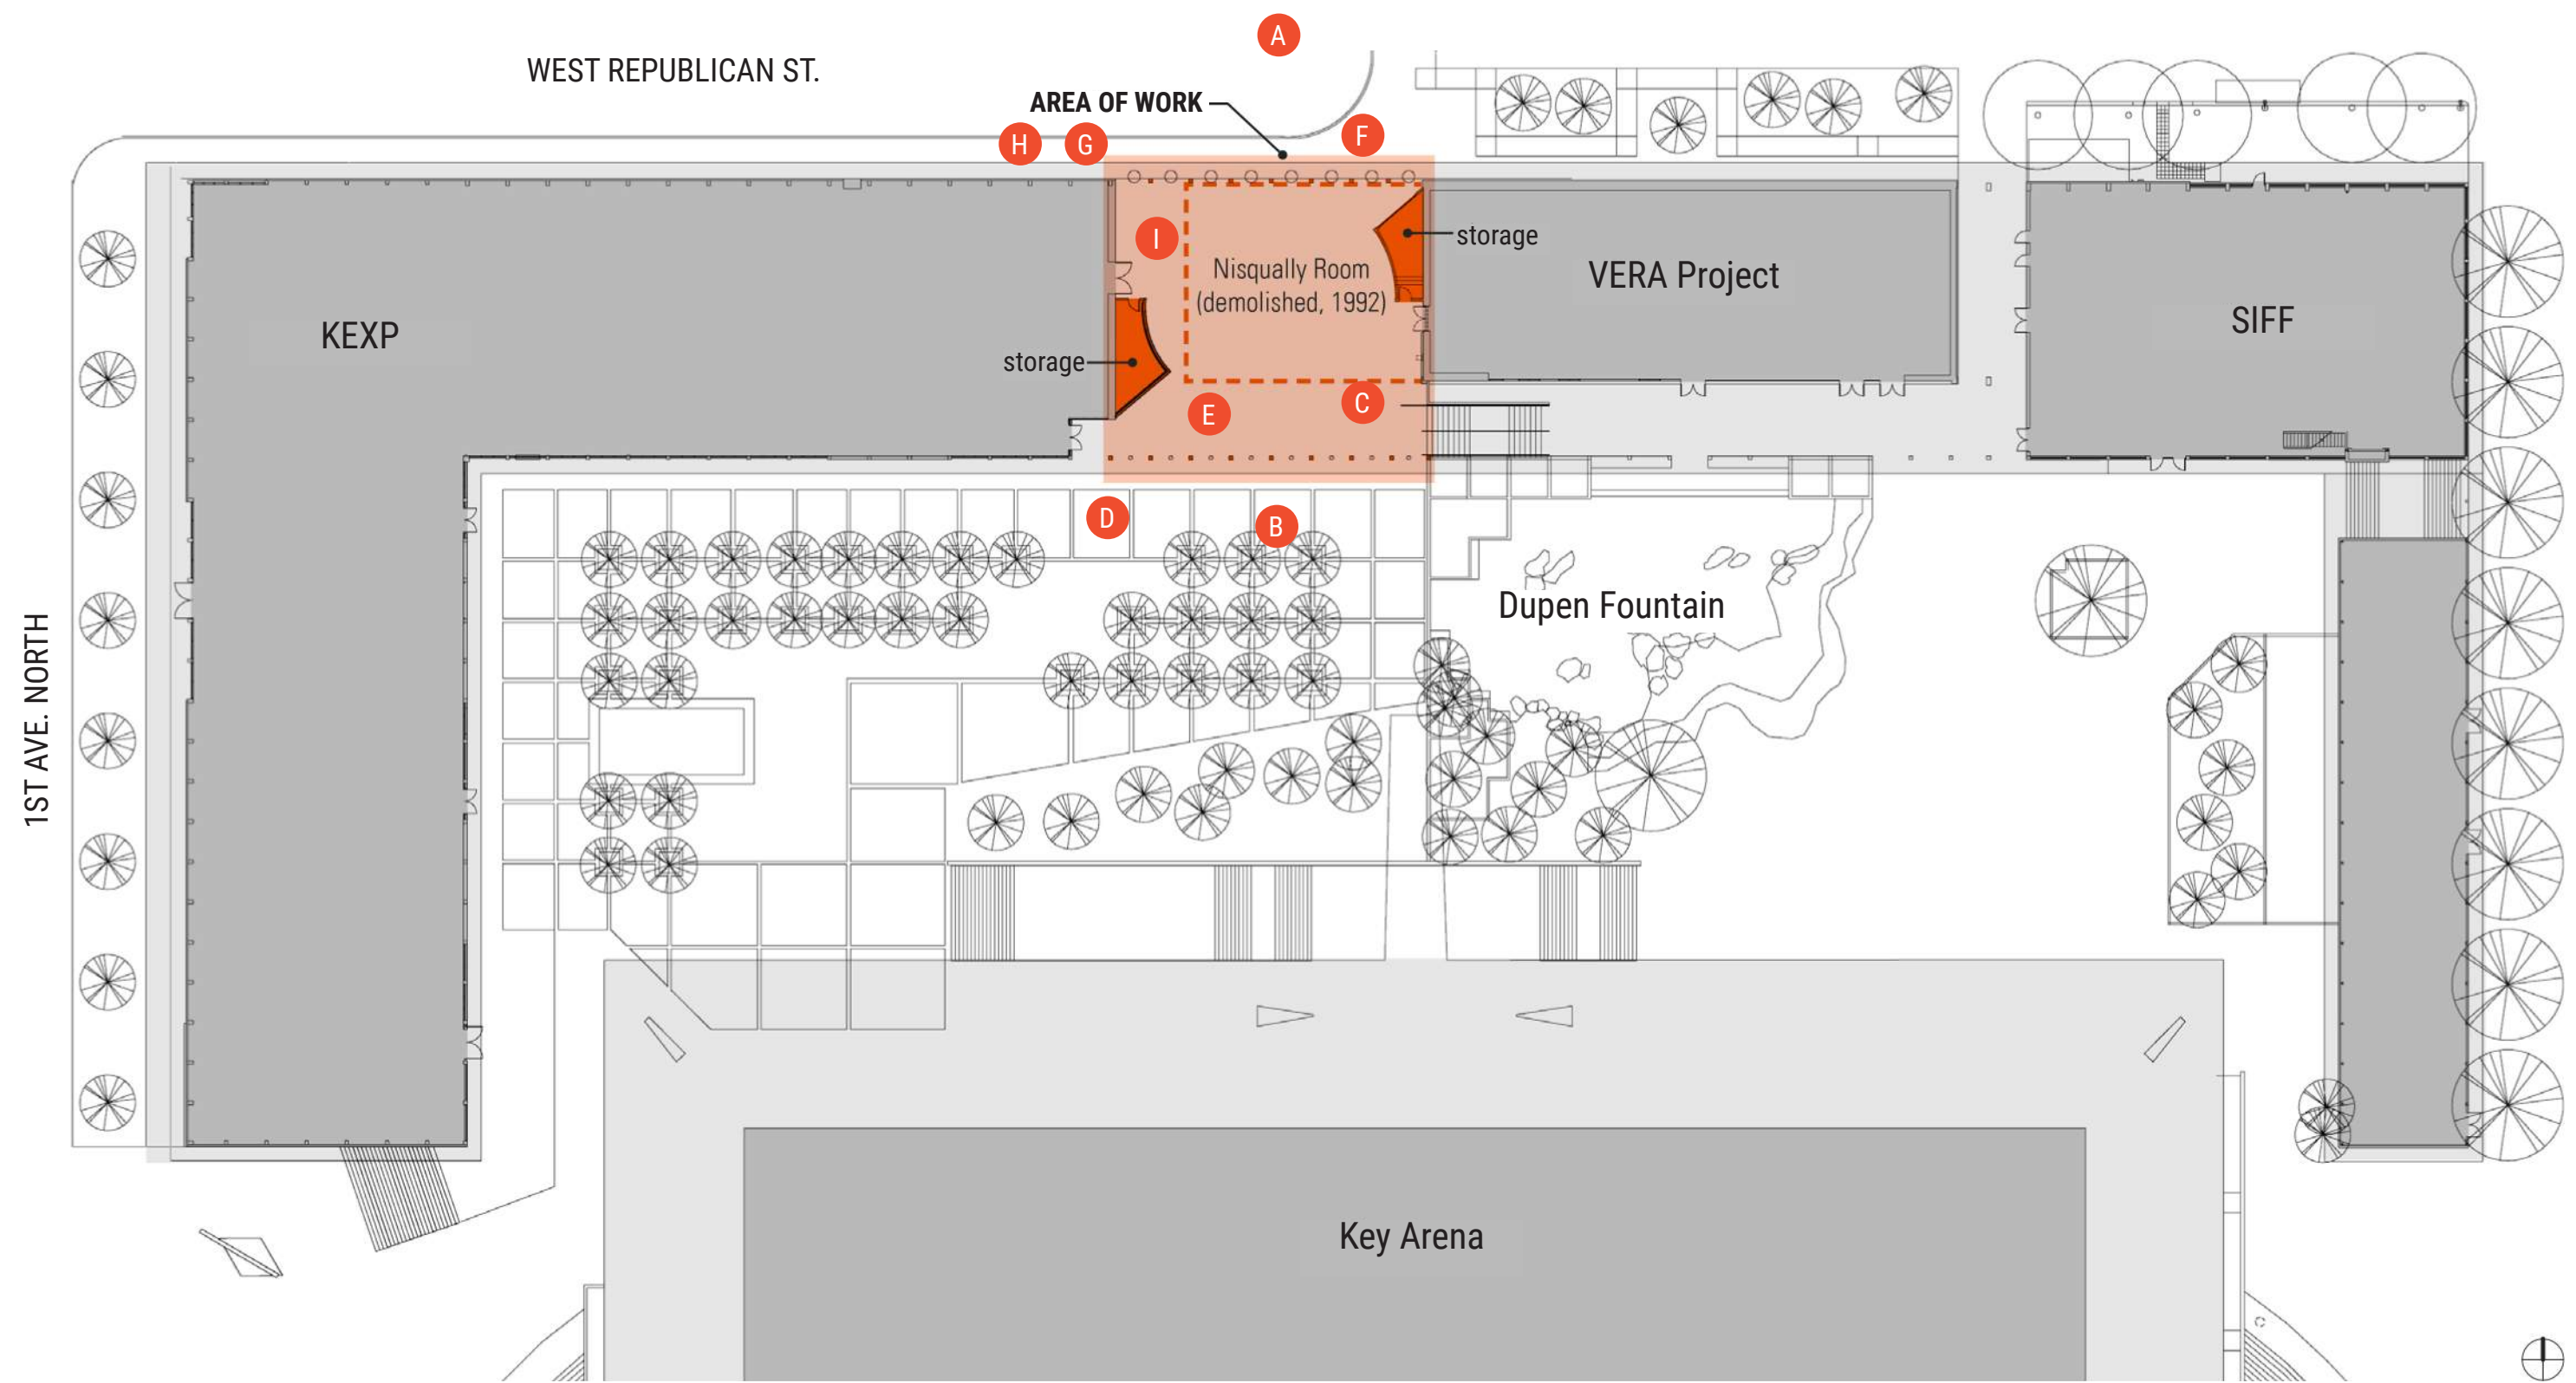 A
WEST REPUBLICAN ST.
AREA OF WORK
F
H
G
I
storage
Nisqually Room
(demolished, 1992)
VERA Project
KEXP
SIFF
storage
E
C
D
B
Dupen Fountain
1ST AVE. NORTH
Key Arena